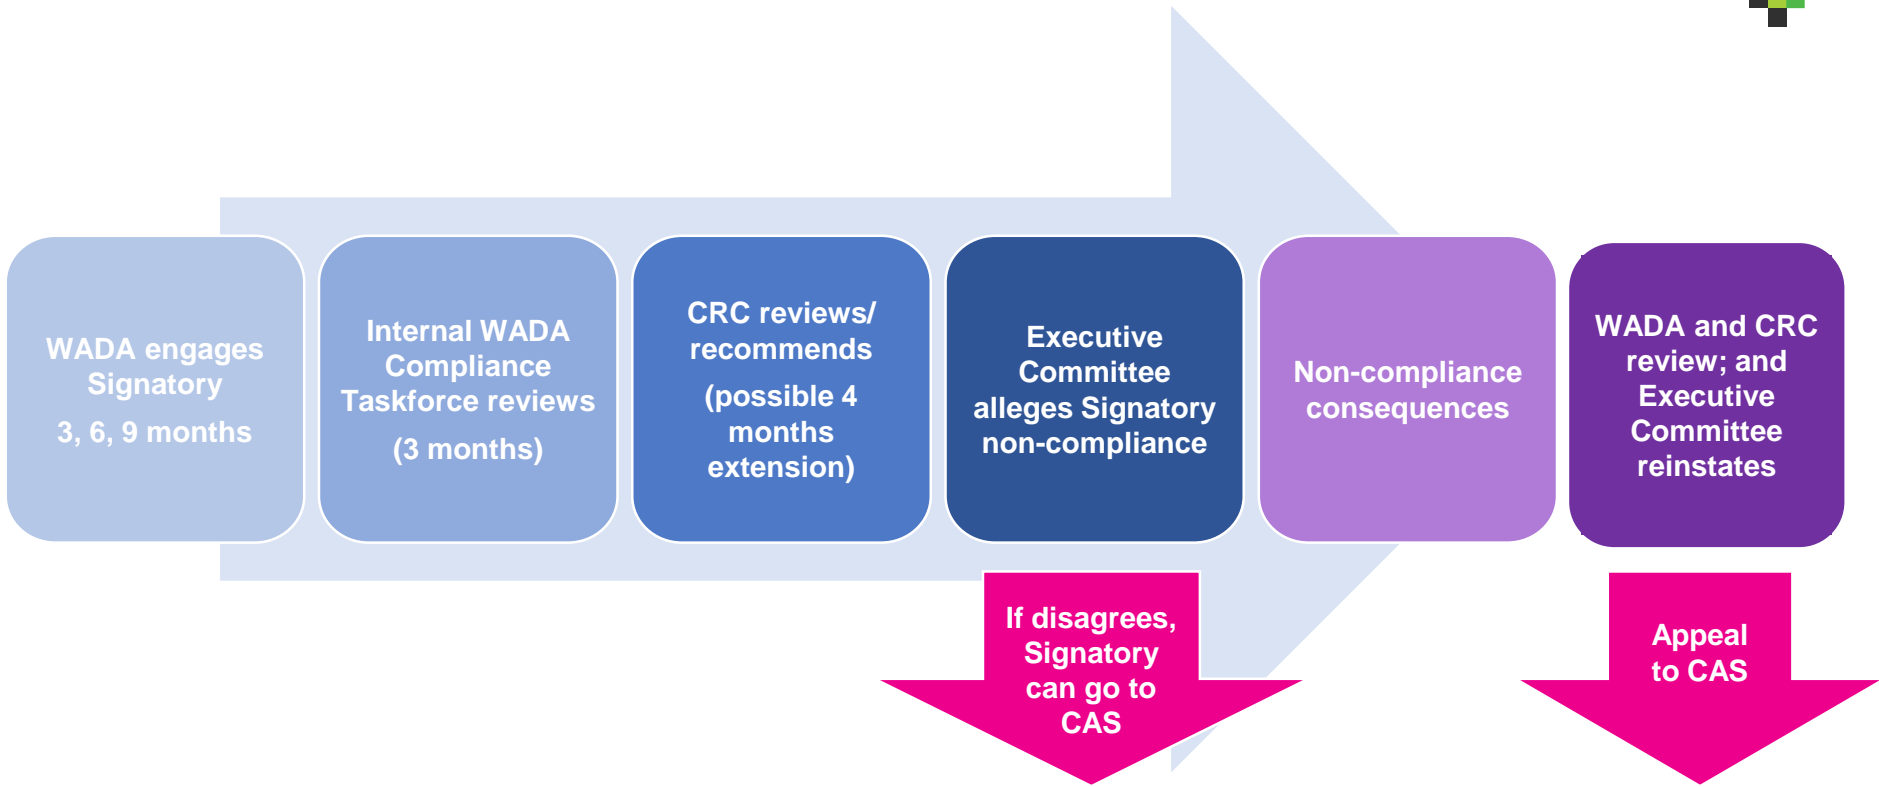 WADA engages
Signatory
3, 6, 9 months
Internal WADA
Compliance
Taskforce reviews
(3 months)
CRC reviews/
recommends
(possible 4
months
extension)
Executive
Committee
alleges Signatory
non-compliance
Non-compliance
consequences
WADA and CRC
review; and
Executive
Committee
reinstates
If disagrees,
Signatory
can go to
CAS
Appeal
to CAS